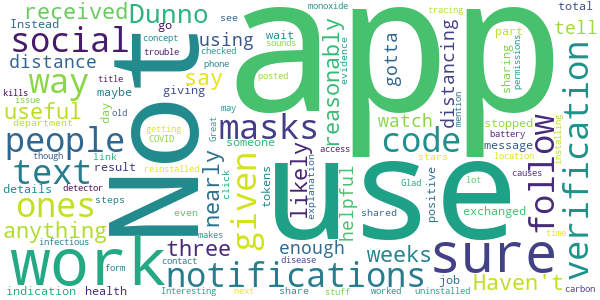 received Dunno go see concept monoxide tracing
Instead trouble using wait sounds
social total
distance checked phone evidence tell
kills title maybe giving say posted
issue department though day old
way reasonably gotta distancing sharing permissions part
app
useful link result someone masks watch stopped battery
people code message mention
Not
text nearly click given tokens likely explanation access helpful stars location installing
details detector steps getting COVID may Great reinstalled
ones even makes use Glad lot causes
anything three shared positive exchanged follow verification
infectious form contact enough weeks sure Haven't
work notifications disease job time
indication health Interesting next share stuff worked uninstalled carbon